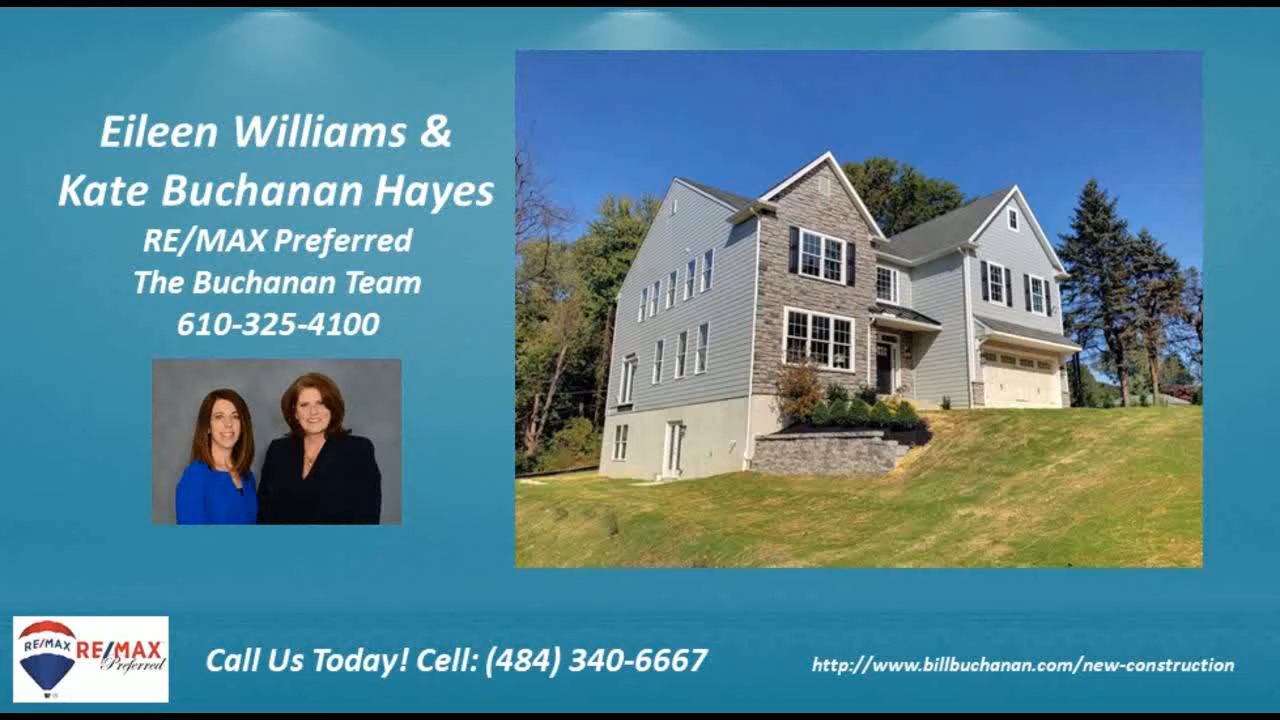 Eileen Williams &
Kate Buchanan Hayes
RE/MAX Preferred
The Buchanan Team
610-325-4100
RE/MAX
RE/MAX
Preferred
Call Us Today! Cell: (484) 340-6667
http://www.billbuchanan.com/new-construction